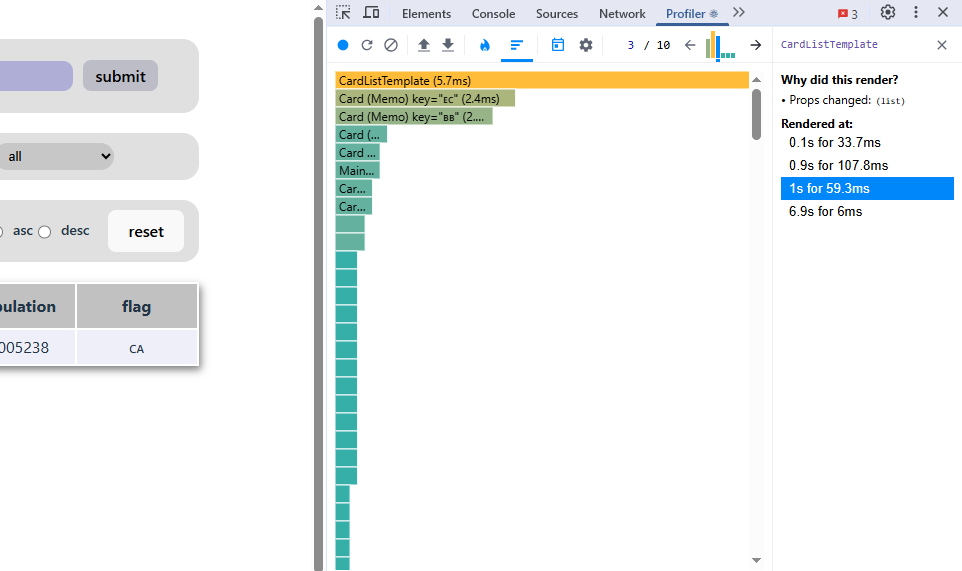 submit
all
asc
desc
reset
pulation
flag
005238
CA
Elements
Console
Sources
Network
Profiler
3
3 / 10
CardListTemplate (5.7ms)
Card (Memo) key="ᴇᴄ" (2.4ms)
Card (Memo) key="ʙʙ" (2....
Card (...
Card ...
Main...
Car...
Car...
CardListTemplate
Why did this render?
• Props changed: (list)
Rendered at:
0.1s for 33.7ms
0.9s for 107.8ms
1s for 59.3ms
6.9s for 6ms